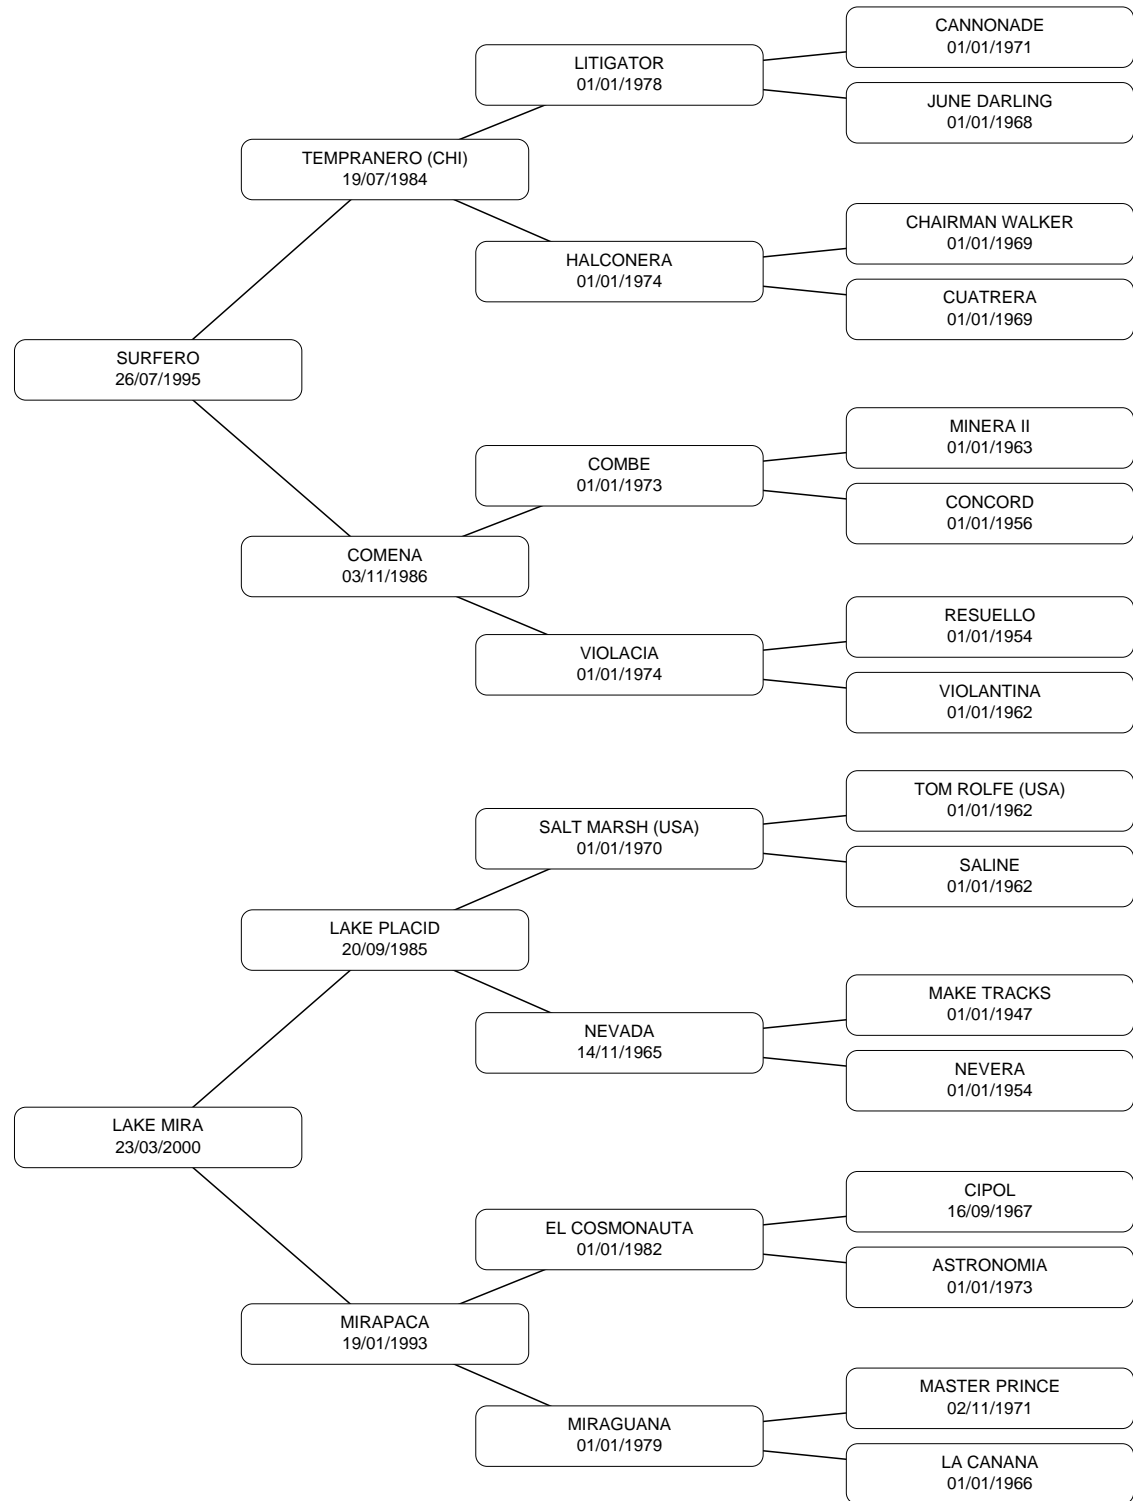 CANNONADE
01/01/1971
LITIGATOR
01/01/1978
JUNE DARLING
01/01/1968
TEMPRANERO (CHI)
19/07/1984
CHAIRMAN WALKER
01/01/1969
HALCONERA
01/01/1974
CUATRERA
01/01/1969
SURFERO
26/07/1995
MINERA II
01/01/1963
COMBE
01/01/1973
CONCORD
01/01/1956
COMENA
03/11/1986
RESUELLO
01/01/1954
VIOLACIA
01/01/1974
VIOLANTINA
01/01/1962
TOM ROLFE (USA)
01/01/1962
SALT MARSH (USA)
01/01/1970
SALINE
01/01/1962
LAKE PLACID
20/09/1985
MAKE TRACKS
01/01/1947
NEVADA
14/11/1965
NEVERA
01/01/1954
LAKE MIRA
23/03/2000
CIPOL
16/09/1967
EL COSMONAUTA
01/01/1982
ASTRONOMIA
01/01/1973
MIRAPACA
19/01/1993
MASTER PRINCE
02/11/1971
MIRAGUANA
01/01/1979
LA CANANA
01/01/1966